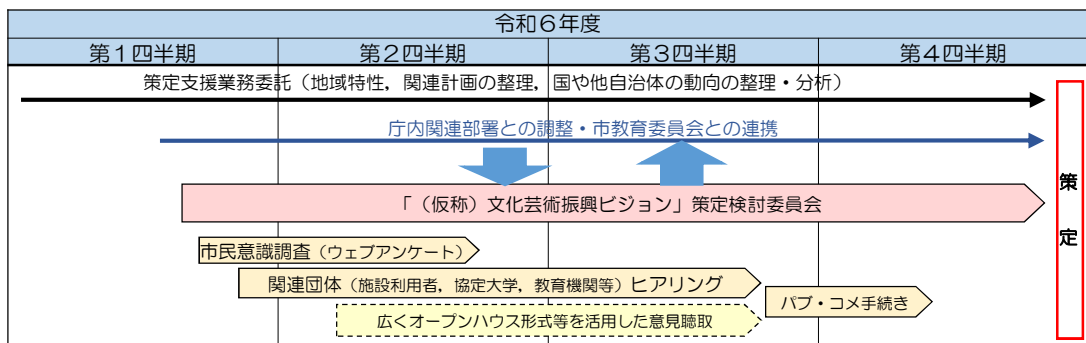 令和６年度
第１四半期
第２四半期
第３四半期
第４四半期
策定支援業務委託（地域特性，関連計画の整理，国や他自治体の動向の整理・分析）
庁内関連部署との調整・市教育委員会との連携
「（仮称）文化芸術振興ビジョン」策定検討委員会
市民意識調査（ウェブアンケート）
関連団体（施設利用者，協定大学，教育機関等）ヒアリング
パブ・コメ手続き
広くオープンハウス形式等を活用した意見聴取
策定